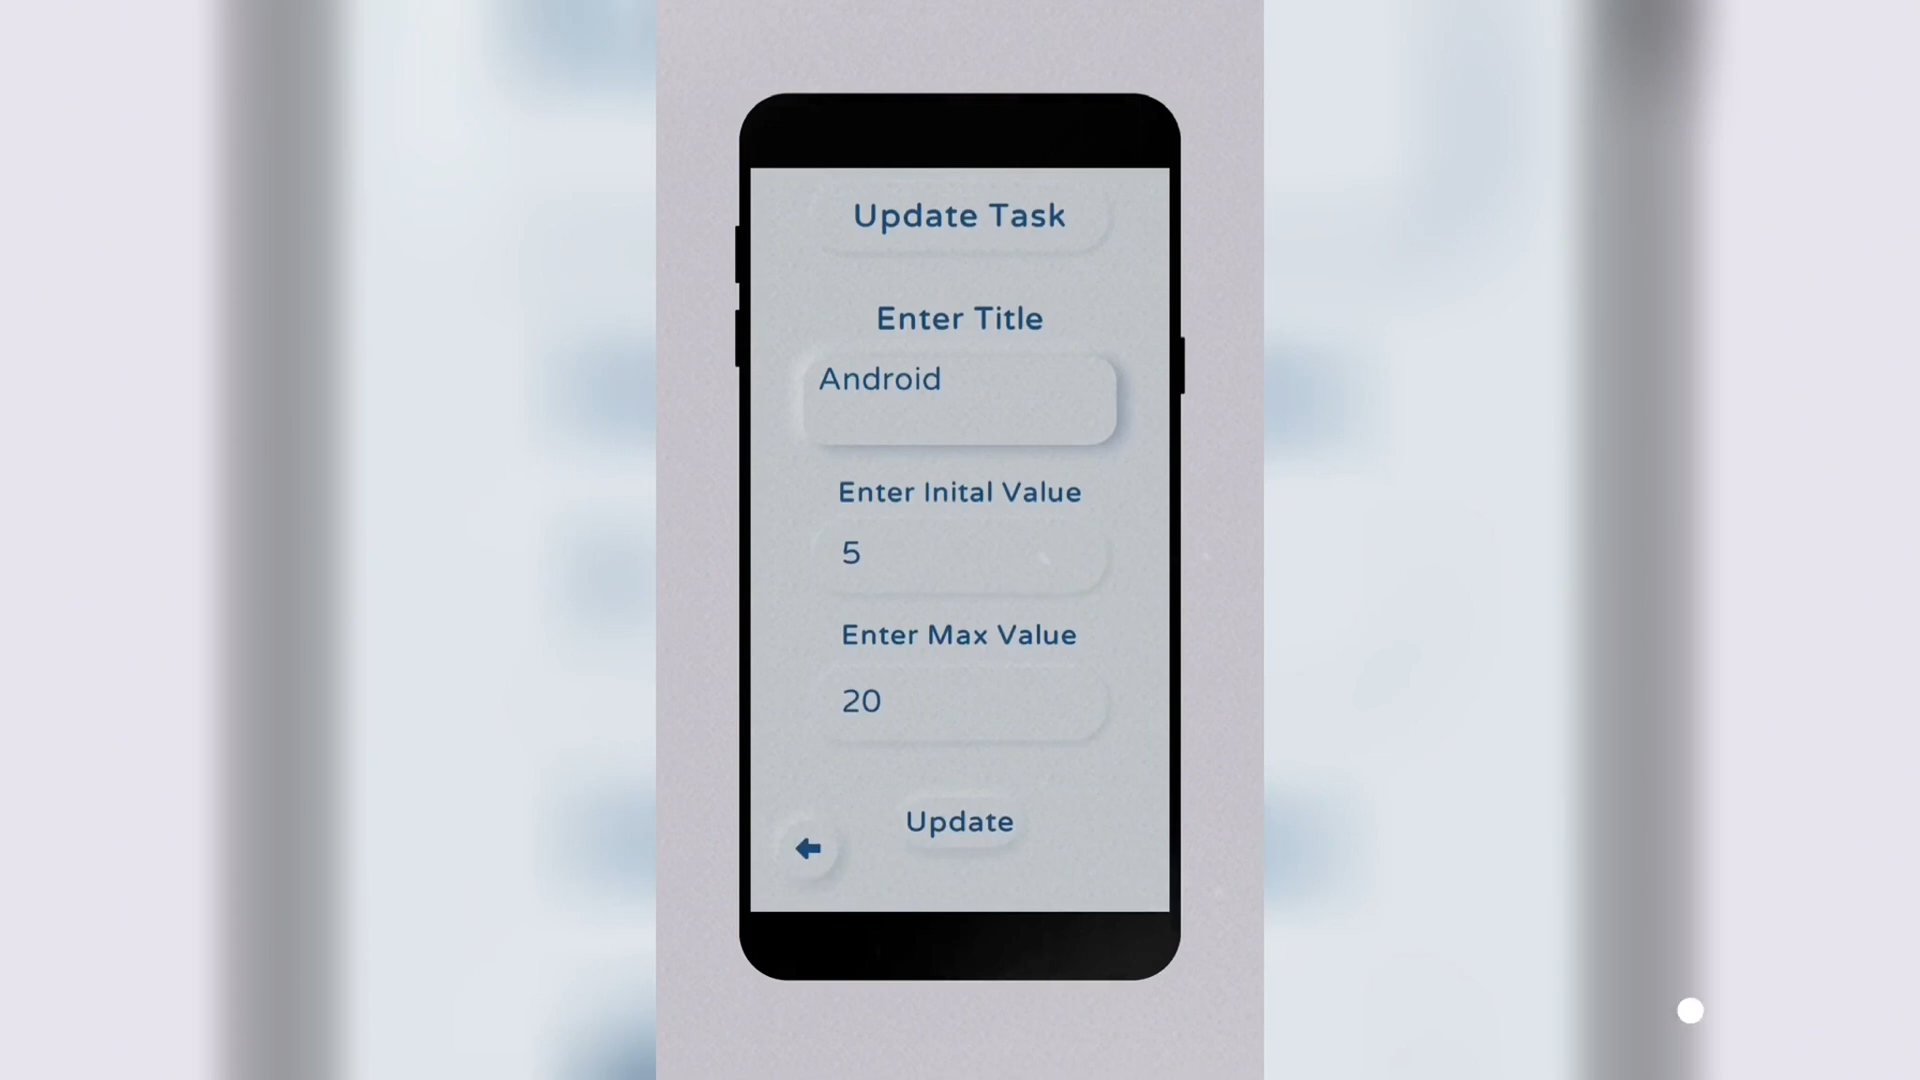 Update Task
Enter Title
Android
Enter Inital Value
5
Enter Max Value
20
Update